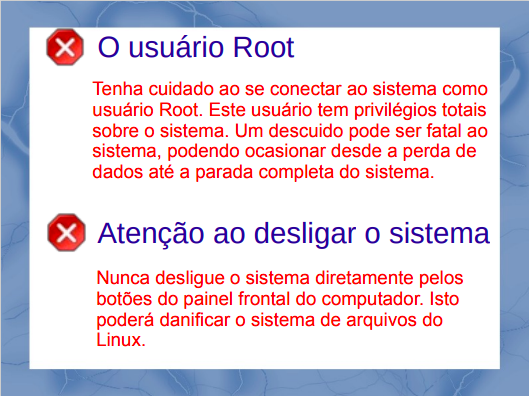 O usuário Root
Tenha cuidado ao se conectar ao sistema como
usuário Root. Este usuário tem privilégios totais
sobre o sistema. Um descuido pode ser fatal ao
sistema, podendo ocasionar desde a perda de
dados até a parada completa do sistema.
Atenção ao desligar o sistema
Nunca desligue o sistema diretamente pelos
botões do painel frontal do computador. Isto
poderá danificar o sistema de arquivos do
Linux.